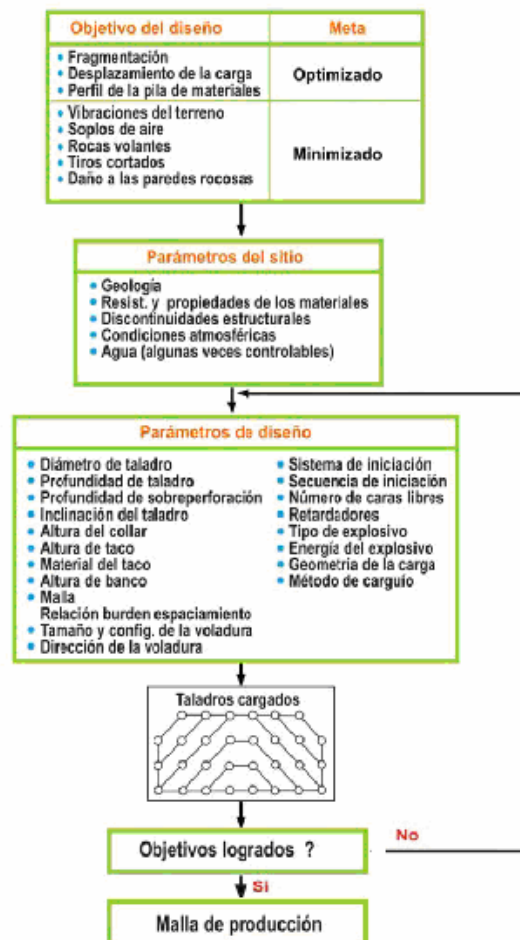 Objetivo del diseño
Meta
Fragmentación
Desplazamiento de la carga
Perfil de la pila de materiales
Optimizado
Vibraciones del terreno
Soplos de aire
Rocas volantes
Tiros cortados
Daño a las paredes rocosas
Minimizado
Parámetros del sitio
Geología
Resist. y propiedades de los materiales
Discontinuidades estructurales
Condiciones atmosféricas
Agua (algunas veces controlables)
Parámetros de diseño
Diámetro de taladro
Profundidad de taladro
Profundidad de sobreperforación
Inclinación del taladro
Altura del collar
Altura de taco
Material del taco
Altura de banco
Malla
Relación burden espaciamiento
Tamaño y config. de la voladura
Dirección de la voladura
Sistema de iniciación
Secuencia de iniciación
Número de caras libres
Retardadores
Tipo de explosivo
Energía del explosivo
Geometria de la carga
Método de carguío
Taladros cargados
Objetivos logrados ?
No
Si
Malla de producción